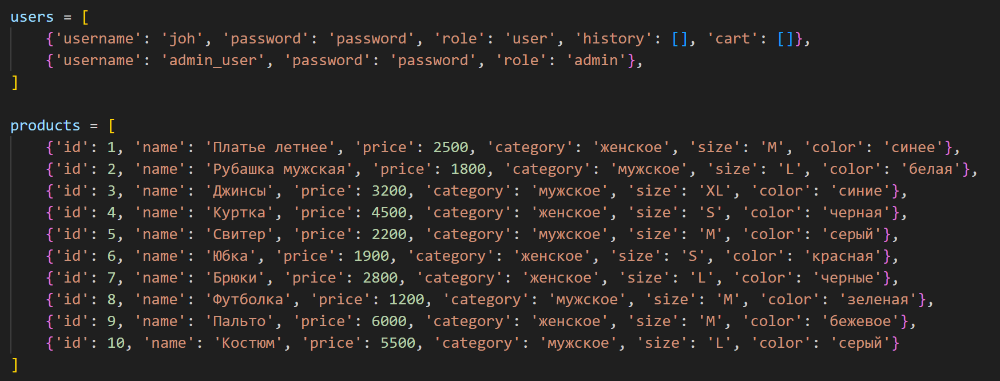 users = [
    {'username': 'joh', 'password': 'password', 'role': 'user', 'history': [], 'cart': []},
    {'username': 'admin_user', 'password': 'password', 'role': 'admin'},
]
products = [
    {'id': 1, 'name': 'Платье летнее', 'price': 2500, 'category': 'женское', 'size': 'M', 'color': 'синее'},
    {'id': 2, 'name': 'Рубашка мужская', 'price': 1800, 'category': 'мужское', 'size': 'L', 'color': 'белая'},
    {'id': 3, 'name': 'Джинсы', 'price': 3200, 'category': 'мужское', 'size': 'XL', 'color': 'синие'},
    {'id': 4, 'name': 'Куртка', 'price': 4500, 'category': 'женское', 'size': 'S', 'color': 'черная'},
    {'id': 5, 'name': 'Свитер', 'price': 2200, 'category': 'мужское', 'size': 'M', 'color': 'серый'},
    {'id': 6, 'name': 'Юбка', 'price': 1900, 'category': 'женское', 'size': 'S', 'color': 'красная'},
    {'id': 7, 'name': 'Брюки', 'price': 2800, 'category': 'женское', 'size': 'L', 'color': 'черные'},
    {'id': 8, 'name': 'Футболка', 'price': 1200, 'category': 'мужское', 'size': 'M', 'color': 'зеленая'},
    {'id': 9, 'name': 'Пальто', 'price': 6000, 'category': 'женское', 'size': 'M', 'color': 'бежевое'},
    {'id': 10, 'name': 'Костюм', 'price': 5500, 'category': 'мужское', 'size': 'L', 'color': 'серый'}
]